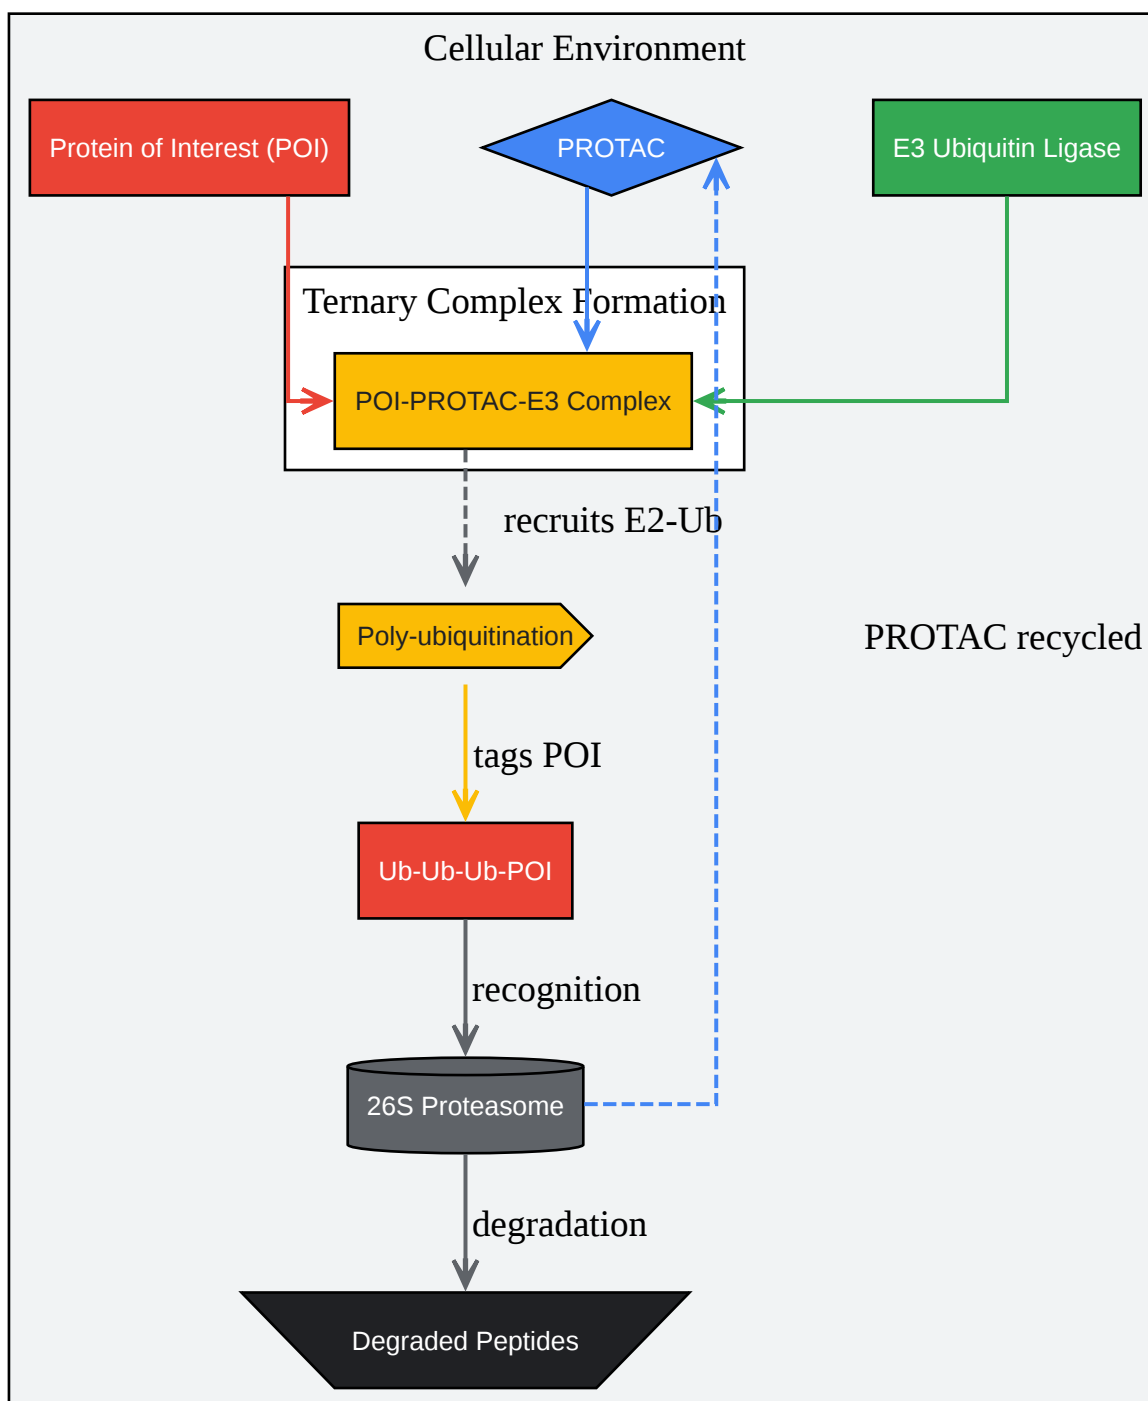 Cellular Environment
Protein of Interest (POI)
PROTAC
E3 Ubiquitin Ligase
Ternary Complex Formation
POI-PROTAC-E3 Complex
recruits E2-Ub
Poly-ubiquitination
PROTAC recycled
tags POI
Ub-Ub-Ub-POI
recognition
26S Proteasome
degradation
Degraded Peptides